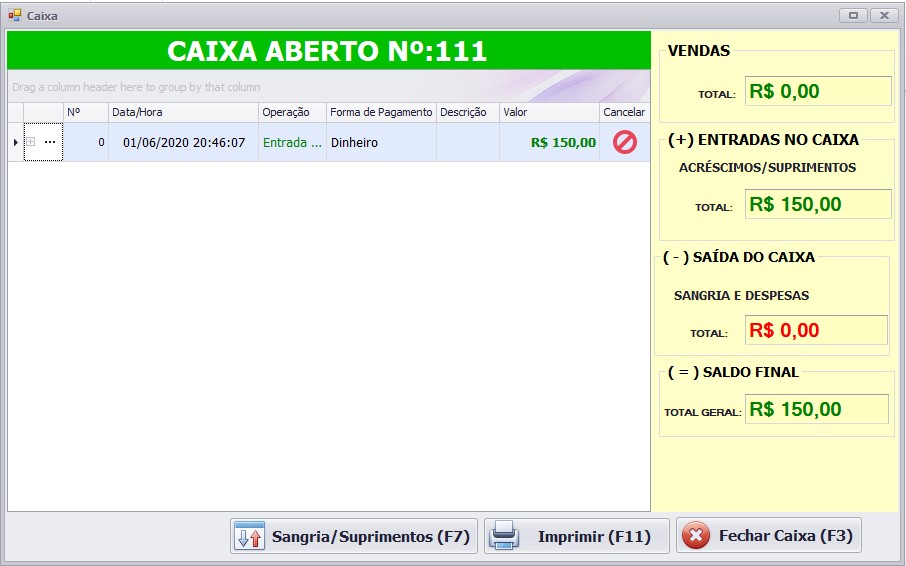 Caixa
CAIXA ABERTO Nº:111
Drag a column header here to group by that column
Nº Data/Hora Operação Forma de Pagamento Descrição Valor Cancelar
0 01/06/2020 20:46:07 Entrada ... Dinheiro R$ 150,00
VENDAS
TOTAL: R$ 0,00
(+) ENTRADAS NO CAIXA
ACRÉSCIMOS/SUPRIMENTOS
TOTAL: R$ 150,00
( - ) SAÍDA DO CAIXA
SANGRIA E DESPESAS
TOTAL: R$ 0,00
( = ) SALDO FINAL
TOTAL GERAL: R$ 150,00
Sangria/Suprimentos (F7) Imprimir (F11) Fechar Caixa (F3)